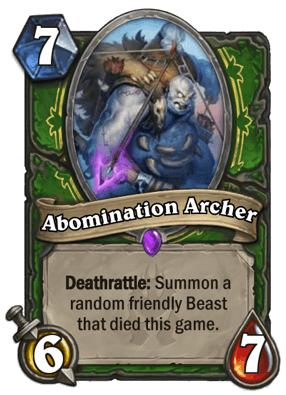 7
Abomination Archer
Deathrattle: Summon a
random friendly Beast
that died this game.
6
7